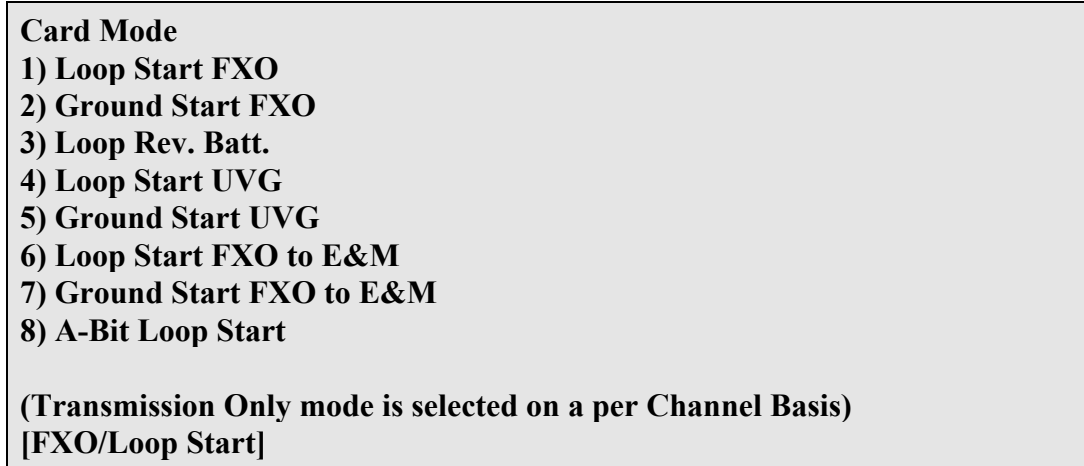 Card Mode
1) Loop Start FXO
2) Ground Start FXO
3) Loop Rev. Batt.
4) Loop Start UVG
5) Ground Start UVG
6) Loop Start FXO to E&M
7) Ground Start FXO to E&M
8) A-Bit Loop Start
(Transmission Only mode is selected on a per Channel Basis)
[FXO/Loop Start]